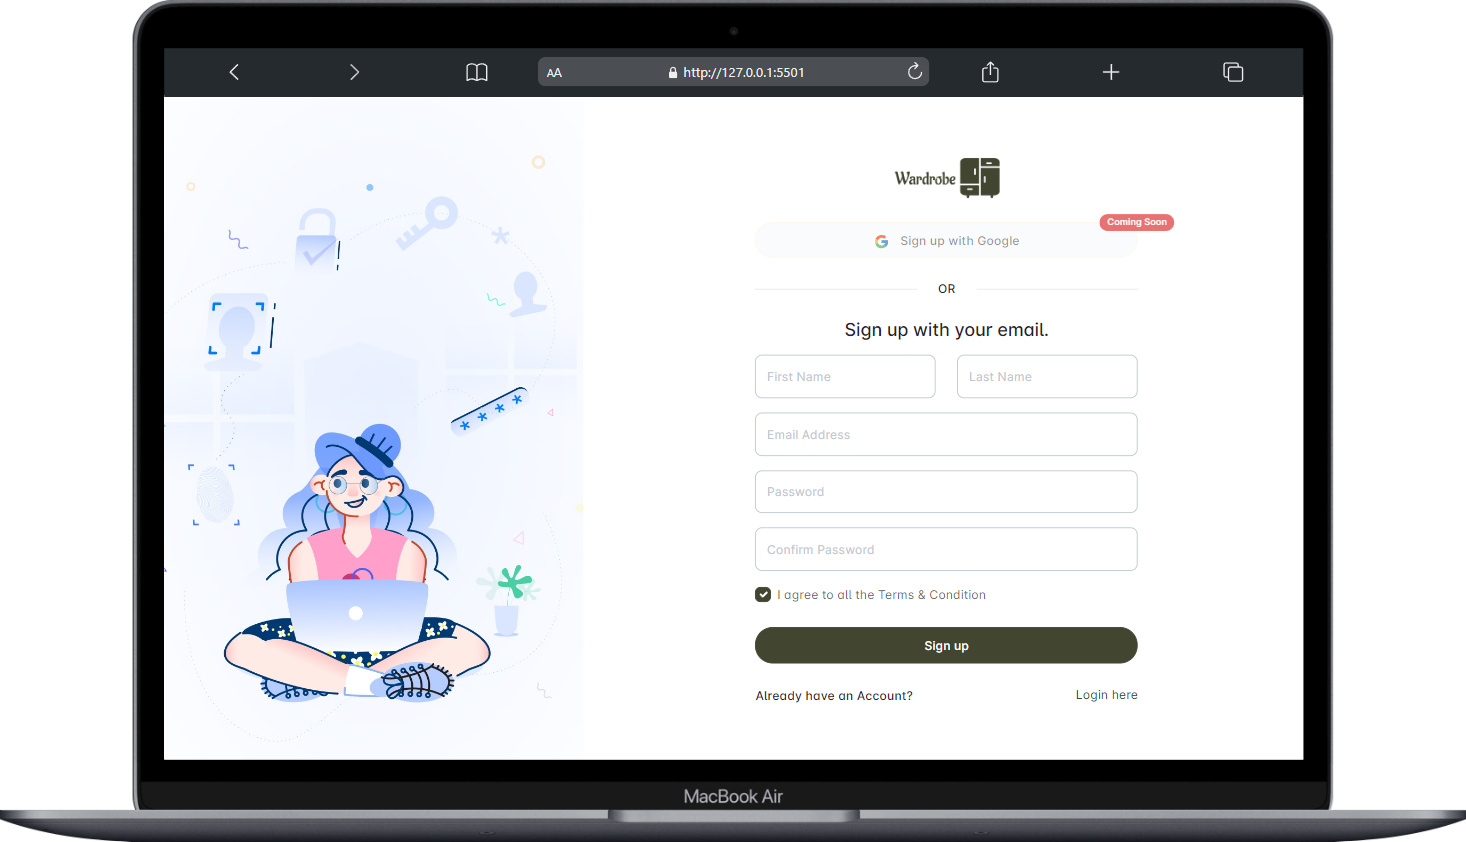 AA
http://127.0.0.1:5501
Wardrobe
Coming Soon
Sign up with Google
OR
Sign up with your email.
First Name
Last Name
Email Address
Password
Confirm Password
I agree to all the Terms & Condition
Sign up
Already have an Account?
Login here
MacBook Air